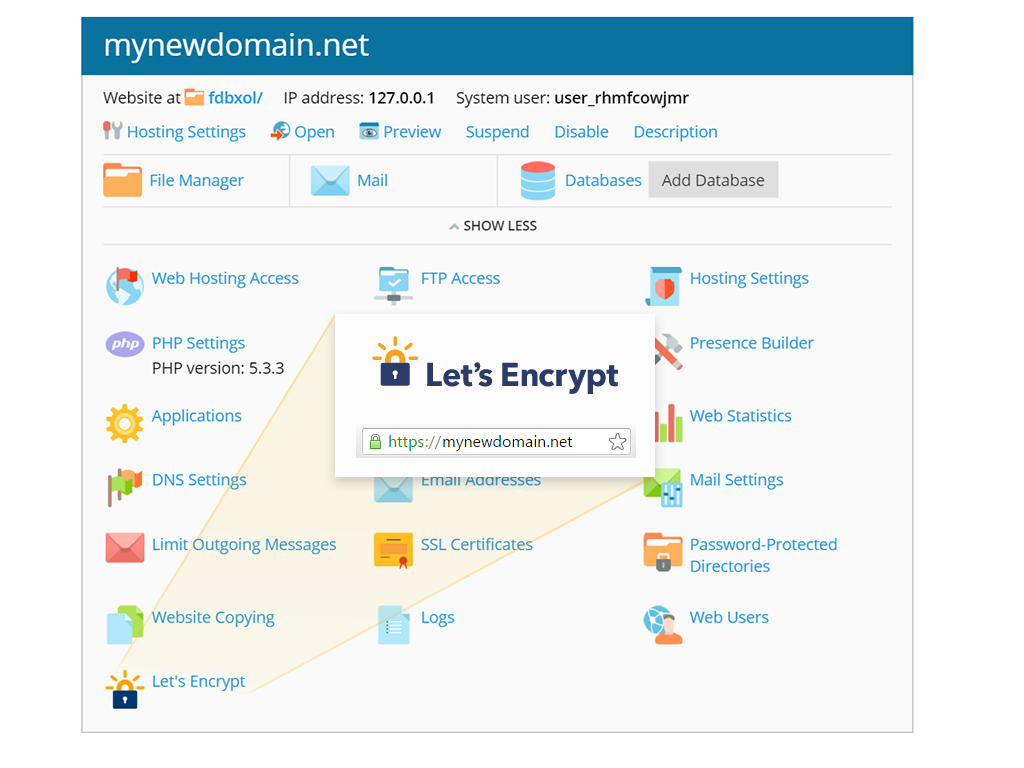 mynewdomain.net
Website at fdbxol/ IP address: 127.0.0.1 System user: user_rhmfcowjmr
Hosting Settings Open Preview Suspend Disable Description
File Manager Mail Databases Add Database
SHOW LESS
Web Hosting Access FTP Access Hosting Settings
php PHP Settings Presence Builder
PHP version: 5.3.3
Let's Encrypt
Applications Web Statistics
https://mynewdomain.net
DNS Settings Email Addresses Mail Settings
Limit Outgoing Messages SSL Certificates Password-Protected
Directories
Website Copying Logs Web Users
Let's Encrypt